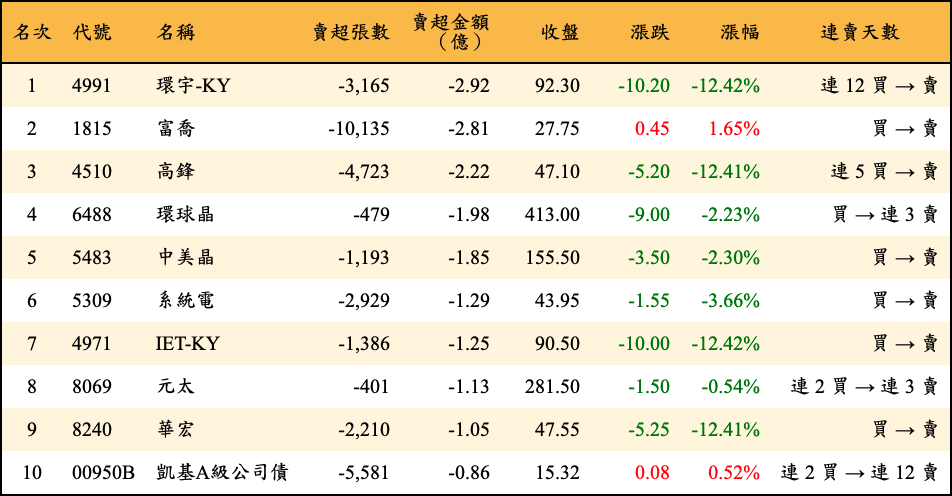 名次 代號 名稱 賣超張數 賣超金額（億） 收盤 漲跌 漲幅 連賣天數
1 4991 環宇-KY -3,165 -2.92 92.30 -10.20 -12.42% 連 12 買 → 賣
2 1815 富喬 -10,135 -2.81 27.75 0.45 1.65% 買 → 賣
3 4510 高鋒 -4,723 -2.22 47.10 -5.20 -12.41% 連 5 買 → 賣
4 6488 環球晶 -479 -1.98 413.00 -9.00 -2.23% 買 → 連 3 賣
5 5483 中美晶 -1,193 -1.85 155.50 -3.50 -2.30% 買 → 賣
6 5309 系統電 -2,929 -1.29 43.95 -1.55 -3.66% 買 → 賣
7 4971 IET-KY -1,386 -1.25 90.50 -10.00 -12.42% 買 → 賣
8 8069 元太 -401 -1.13 281.50 -1.50 -0.54% 連 2 買 → 連 3 賣
9 8240 華宏 -2,210 -1.05 47.55 -5.25 -12.41% 買 → 賣
10 00950B 凱基A級公司債 -5,581 -0.86 15.32 0.08 0.52% 連 2 買 → 連 12 賣